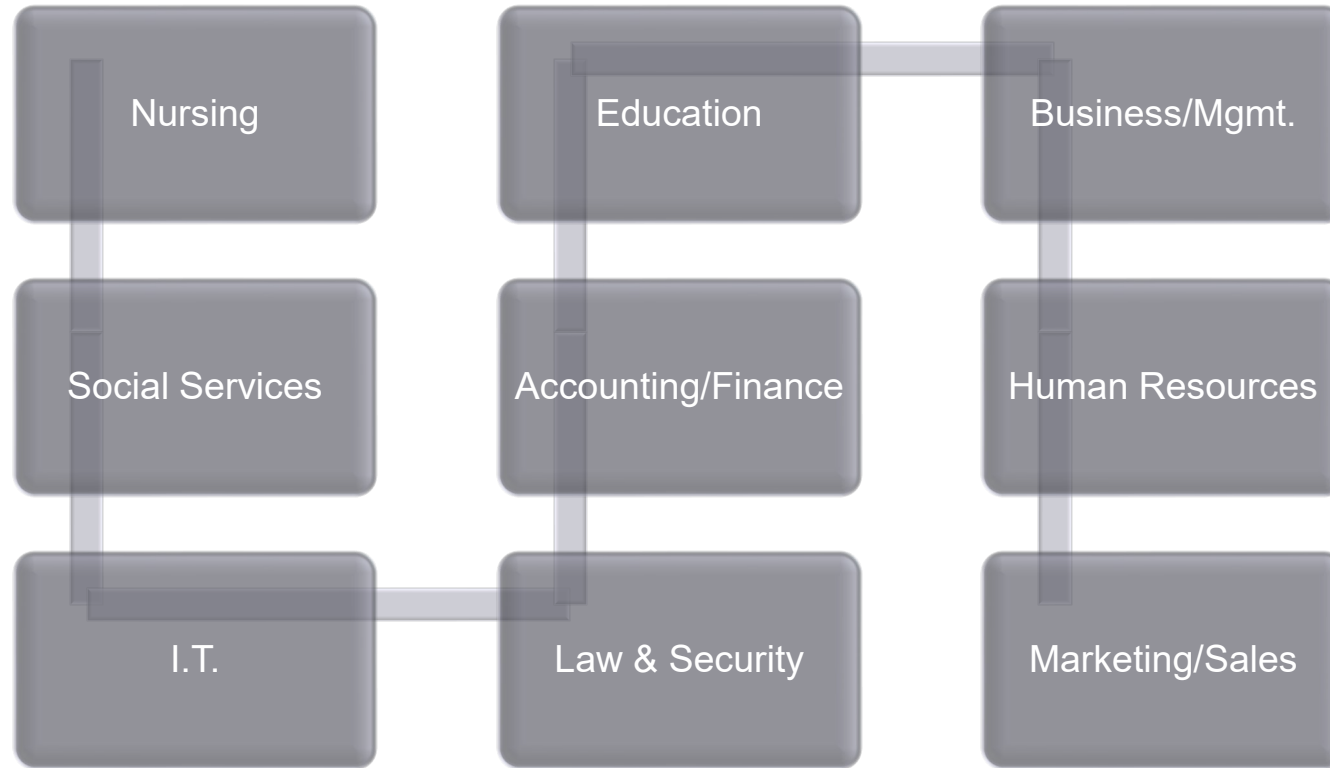 Nursing
Social Services
I.T.
Law & Security
Accounting/Finance
Education
Business/Mgmt.
Human Resources
Marketing/Sales